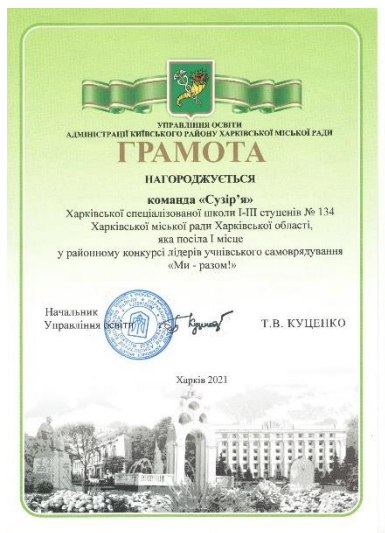 УПРАВЛІННЯ ОСВІТИ
АДМІНІСТРАЦІЇ КИЇВСЬКОГО РАЙОНУ ХАРКІВСЬКОЇ МІСЬКОЇ РАДИ
ГРАМОТА
НАГОРОДЖУЄТЬСЯ
команда «Сузір’я»
Харківської спеціалізованої школи І-ІІІ ступенів № 134
Харківської міської ради Харківської області,
яка посіла І місце
у районному конкурсі лідерів учнівського самоврядування
«Ми - разом!»
Начальник
Управління освіти
Т.В. КУЦЕНКО
Харків 2021